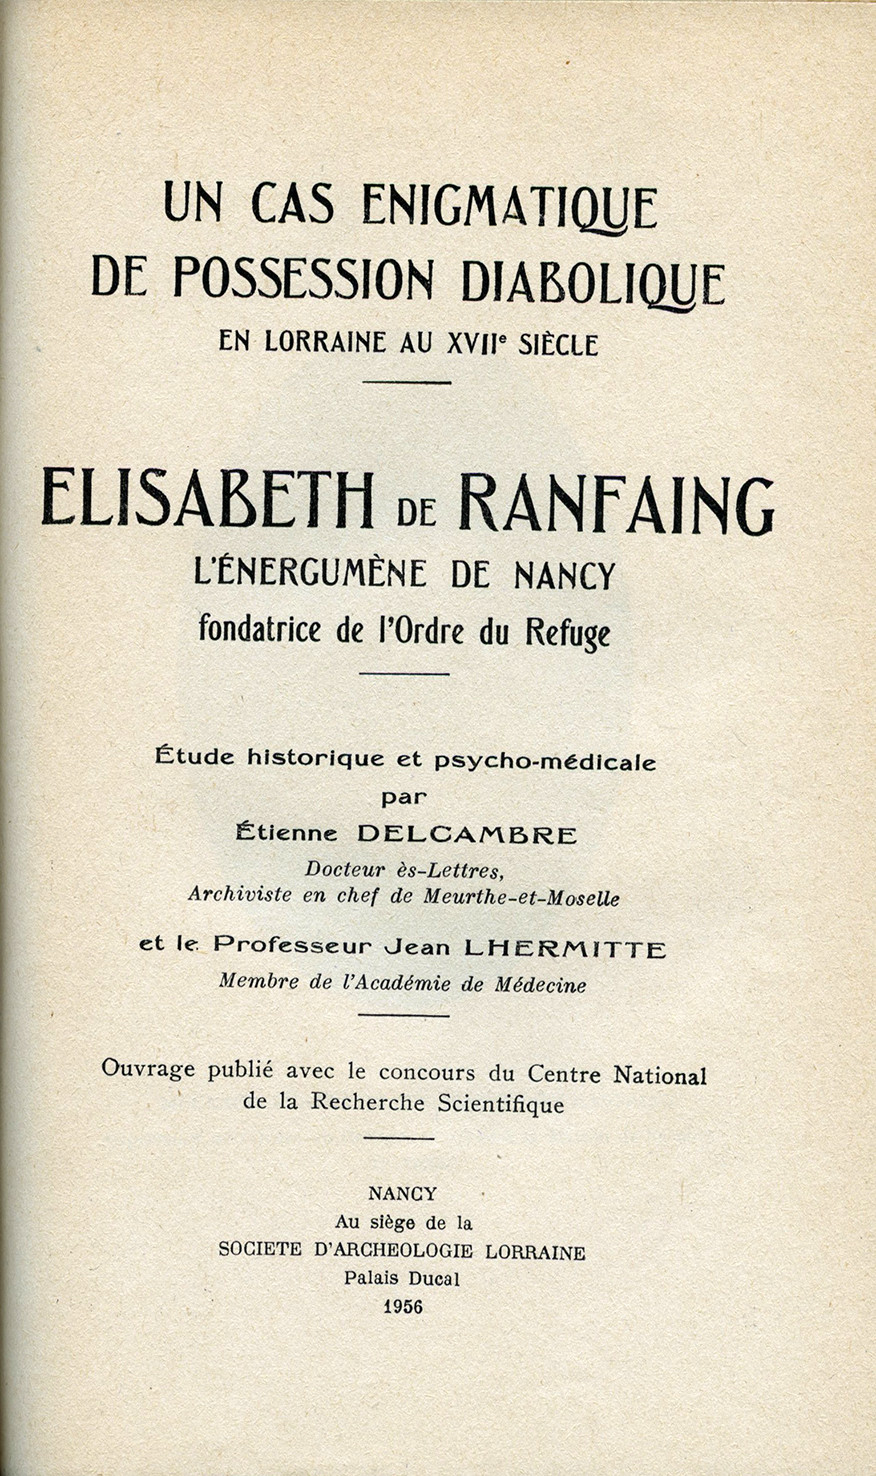 UN CAS ENIGMATIQUE
DE POSSESSION DIABOLIQUE
EN LORRAINE AU XVIIe SIÈCLE
ELISABETH DE RANFAING
L'ÉNERGUMÈNE DE NANCY
fondatrice de l'Ordre du Refuge
Étude historique et psycho-médicale
par
Étienne DELCAMBRE
Docteur ès-Lettres,
Archiviste en chef de Meurthe-et-Moselle
et le Professeur Jean LHERMITTE
Membre de l'Académie de Médecine
Ouvrage publié avec le concours du Centre National
de la Recherche Scientifique
NANCY
Au siège de la
SOCIETE D'ARCHEOLOGIE LORRAINE
Palais Ducal
1956